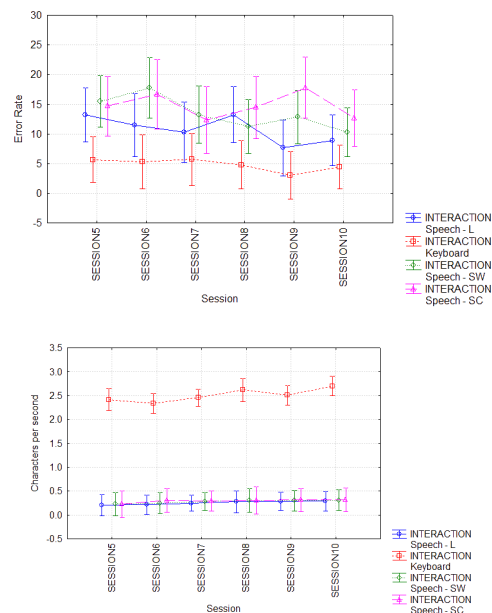 30
25
20
15
10
5
0
-5
Error Rate
SESSION5
SESSION6
SESSION7
SESSION8
SESSION9
SESSION10
Session
INTERACTION
Speech - L
INTERACTION
Keyboard
INTERACTION
Speech - SW
INTERACTION
Speech - SC
3.5
3.0
2.5
2.0
1.5
1.0
0.5
0.0
-0.5
Characters per second
SESSION5
SESSION6
SESSION7
SESSION8
SESSION9
SESSION10
Session
INTERACTION
Speech - L
INTERACTION
Keyboard
INTERACTION
Speech - SW
INTERACTION
Speech - SC